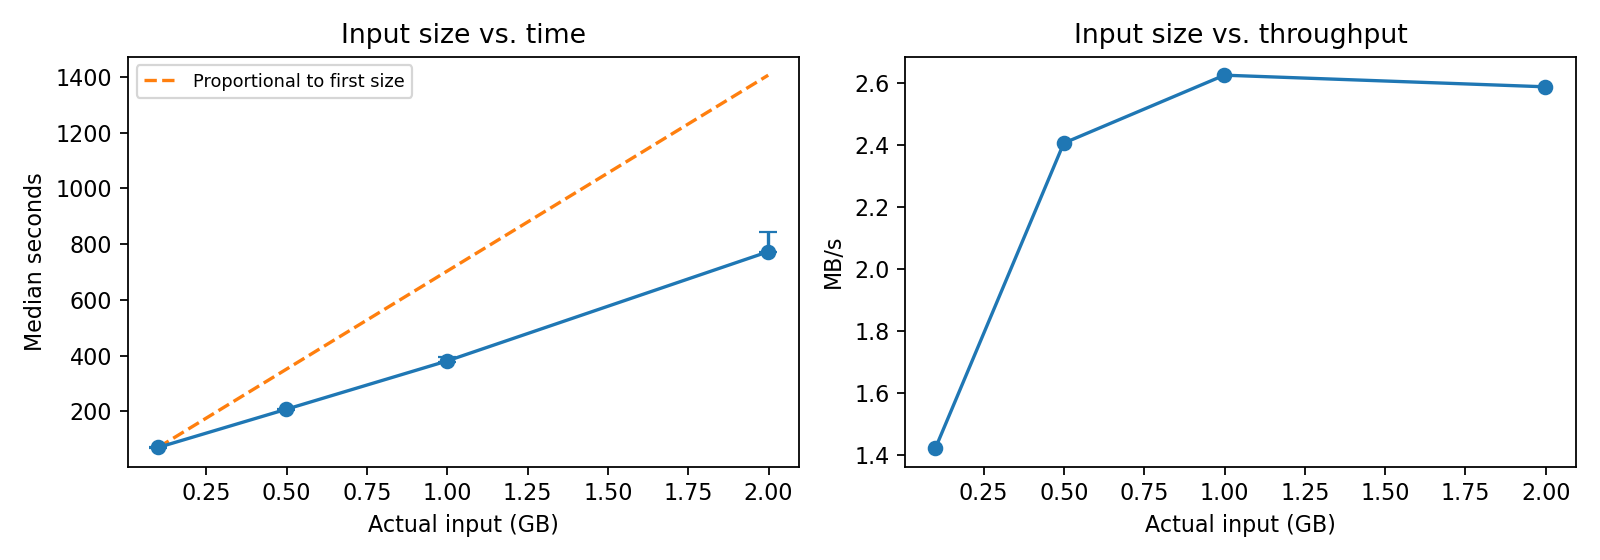 Input size vs. time
Proportional to first size
1400
1200
1000
800
600
400
200
Median seconds
0.25 0.50 0.75 1.00 1.25 1.50 1.75 2.00
Actual input (GB)
Input size vs. throughput
2.6
2.4
2.2
2.0
1.8
1.6
1.4
MB/s
0.25 0.50 0.75 1.00 1.25 1.50 1.75 2.00
Actual input (GB)